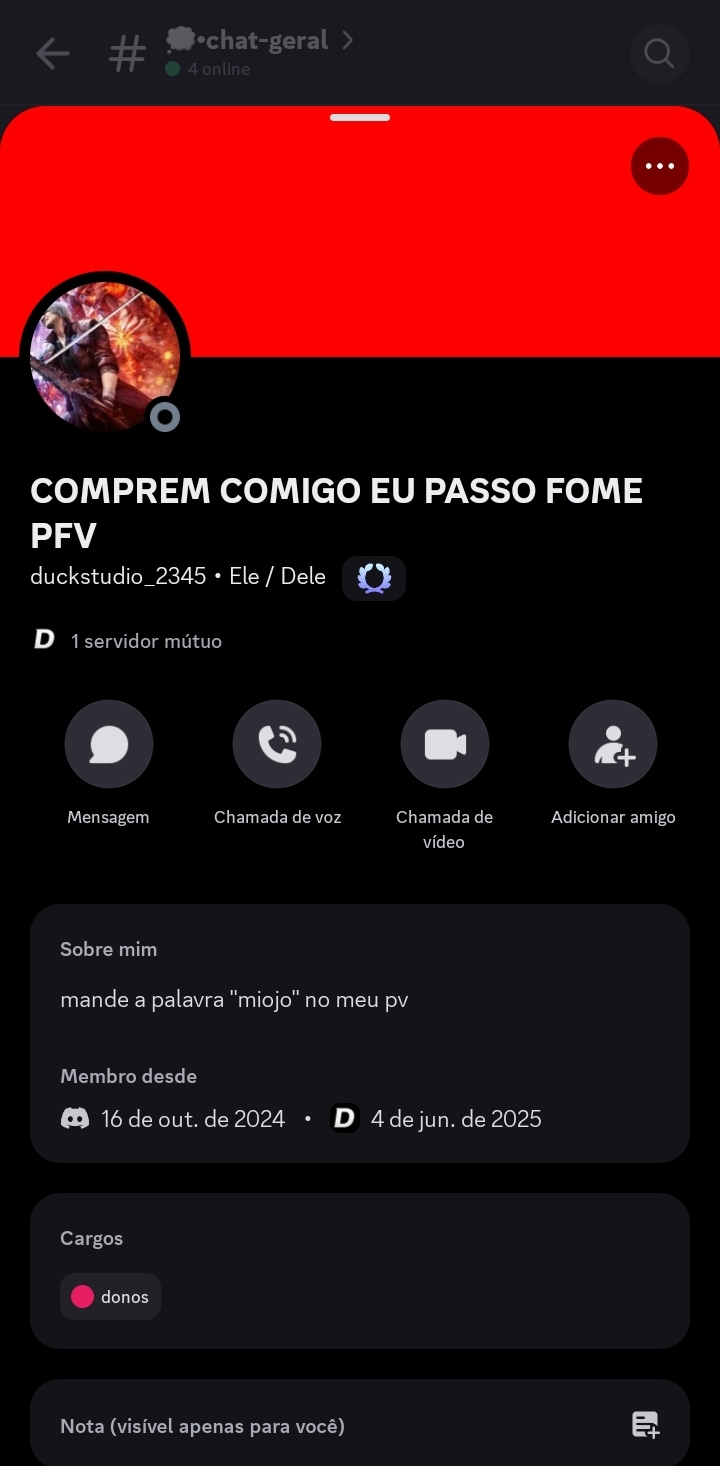 •chat-geral
4 online
COMPREM COMIGO EU PASSO FOME
PFV
duckstudio_2345 • Ele / Dele
D 1 servidor mútuo
Mensagem
Chamada de voz
Chamada de
vídeo
Adicionar amigo
Sobre mim
mande a palavra "miojo" no meu pv
Membro desde
16 de out. de 2024 • D 4 de jun. de 2025
Cargos
donos
Nota (visível apenas para você)